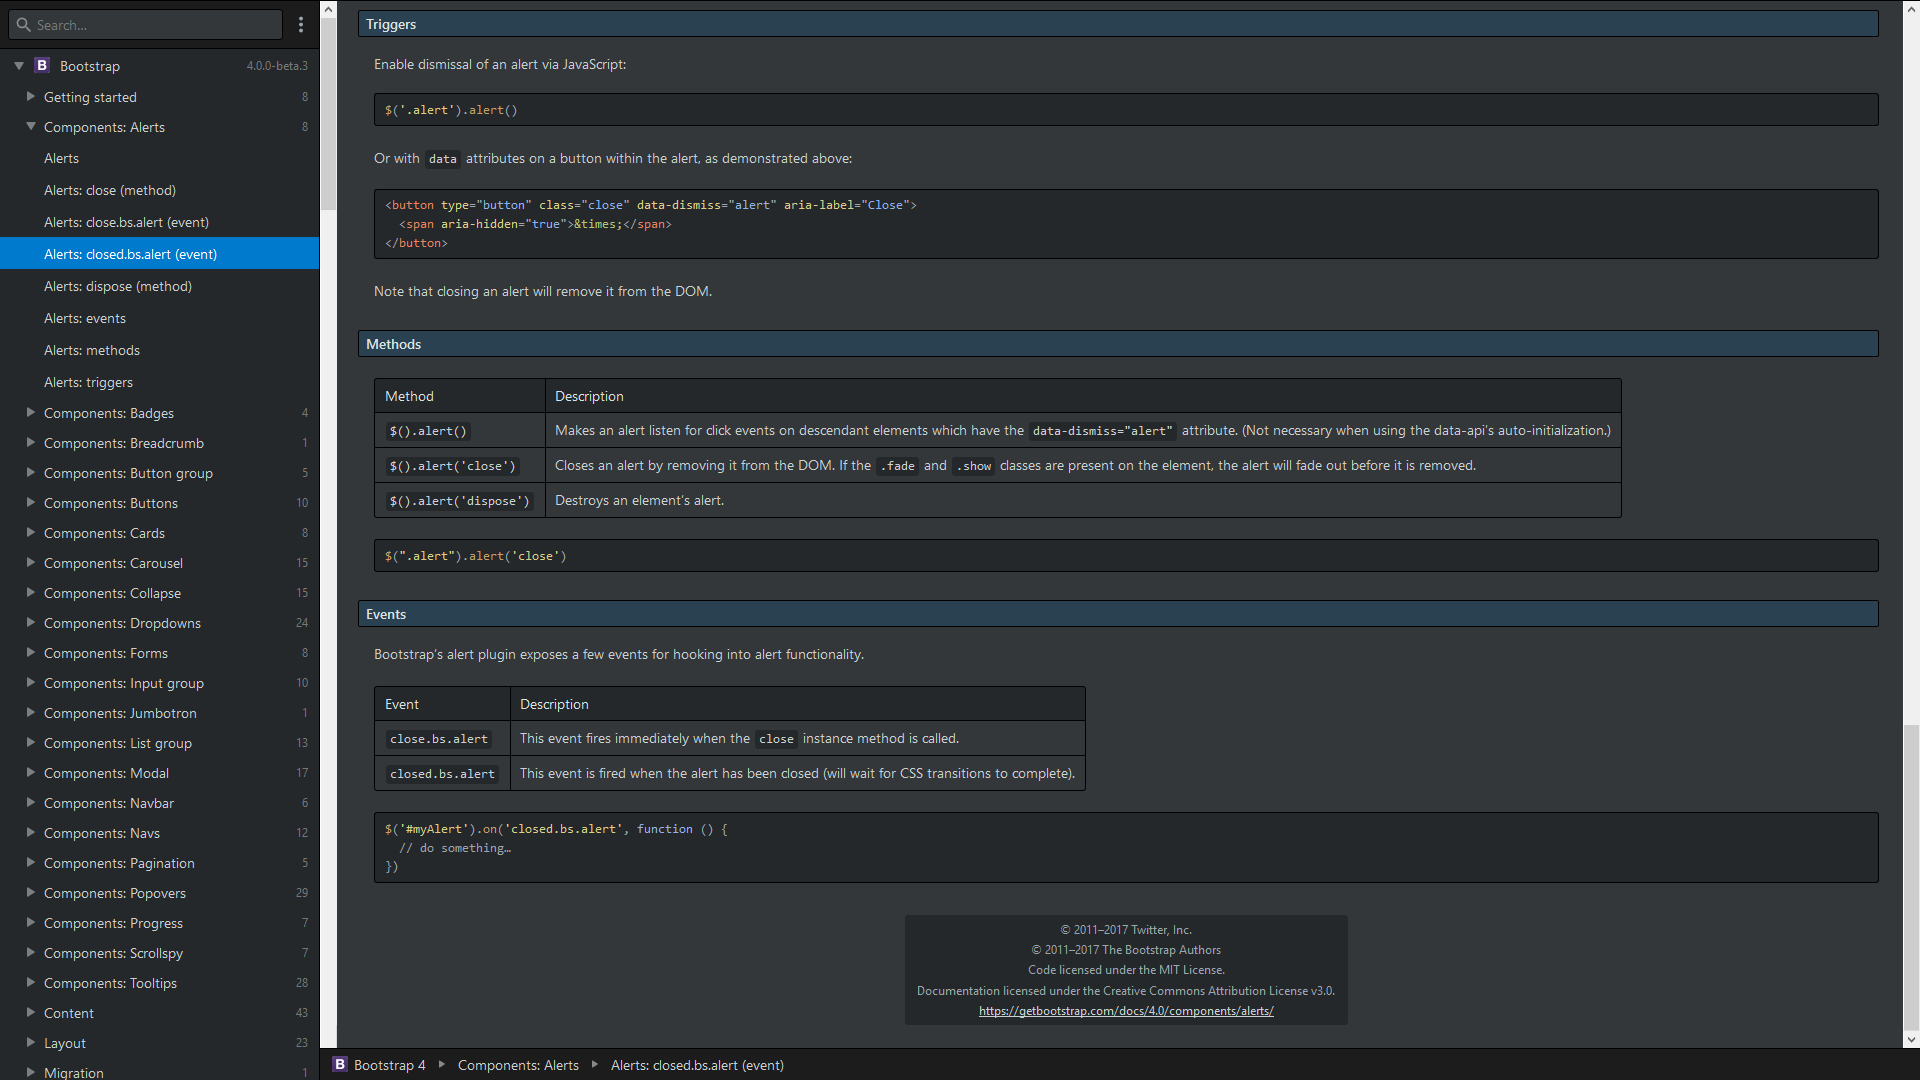 Search...
Bootstrap 4.0.0-beta.3
Getting started 8
Components: Alerts 8
Alerts
Alerts: close (method)
Alerts: close.bs.alert (event)
Alerts: closed.bs.alert (event)
Alerts: dispose (method)
Alerts: events
Alerts: methods
Alerts: triggers
Components: Badges 4
Components: Breadcrumb 1
Components: Button group 5
Components: Buttons 10
Components: Cards 8
Components: Carousel 15
Components: Collapse 15
Components: Dropdowns 24
Components: Forms 8
Components: Input group 10
Components: Jumbotron 1
Components: List group 13
Components: Modal 17
Components: Navbar 6
Components: Navs 12
Components: Pagination 5
Components: Popovers 29
Components: Progress 7
Components: Scrollspy 7
Components: Tooltips 28
Content 43
Layout 23
Migration 1
Triggers
Enable dismissal of an alert via JavaScript:
$('.alert').alert()
Or with data attributes on a button within the alert, as demonstrated above:
<button type="button" class="close" data-dismiss="alert" aria-label="Close">
  <span aria-hidden="true">&times;</span>
</button>
Note that closing an alert will remove it from the DOM.
Methods
Method Description
$().alert() Makes an alert listen for click events on descendant elements which have the data-dismiss="alert" attribute. (Not necessary when using the data-api’s auto-initialization.)
$().alert('close') Closes an alert by removing it from the DOM. If the .fade and .show classes are present on the element, the alert will fade out before it is removed.
$().alert('dispose') Destroys an element’s alert.
$(".alert").alert('close')
Events
Bootstrap’s alert plugin exposes a few events for hooking into alert functionality.
Event Description
close.bs.alert This event fires immediately when the close instance method is called.
closed.bs.alert This event is fired when the alert has been closed (will wait for CSS transitions to complete).
$('#myAlert').on('closed.bs.alert', function () {
  // do something…
})
© 2011–2017 Twitter, Inc.
© 2011–2017 The Bootstrap Authors
Code licensed under the MIT License.
Documentation licensed under the Creative Commons Attribution License v3.0.
https://getbootstrap.com/docs/4.0/components/alerts/
B Bootstrap 4 Components: Alerts Alerts: closed.bs.alert (event)